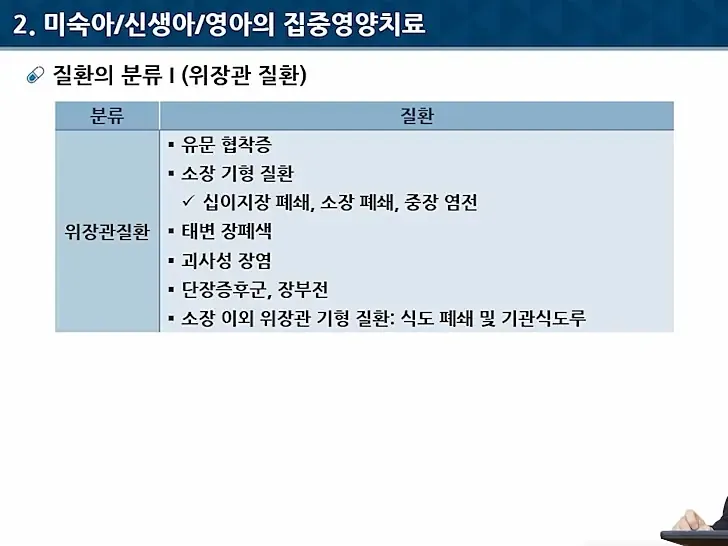 2. 미숙아/신생아/영아의 집중영양치료
질환의 분류 I (위장관 질환)
분류 질환
▪ 유문 협착증
▪ 소장 기형 질환
✓ 십이지장 폐쇄, 소장 폐쇄, 중장 염전
위장관질환
▪ 태변 장폐색
▪ 괴사성 장염
▪ 단장증후군, 장부전
▪ 소장 이외 위장관 기형 질환: 식도 폐쇄 및 기관식도루